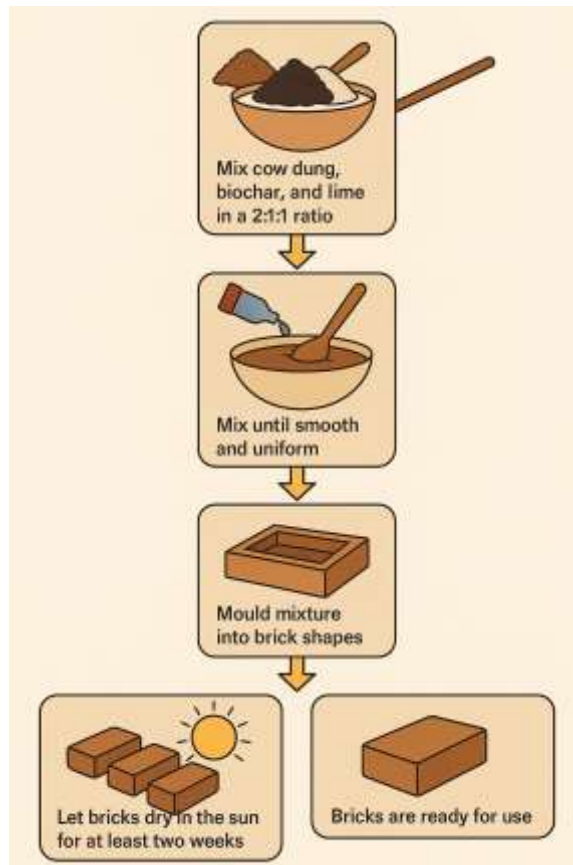 Mix cow dung,
biochar, and lime
in a 2:1:1 ratio
Mix until smooth
and uniform
Mould mixture
into brick shapes
Let bricks dry in the sun
for at least two weeks
Bricks are ready for use